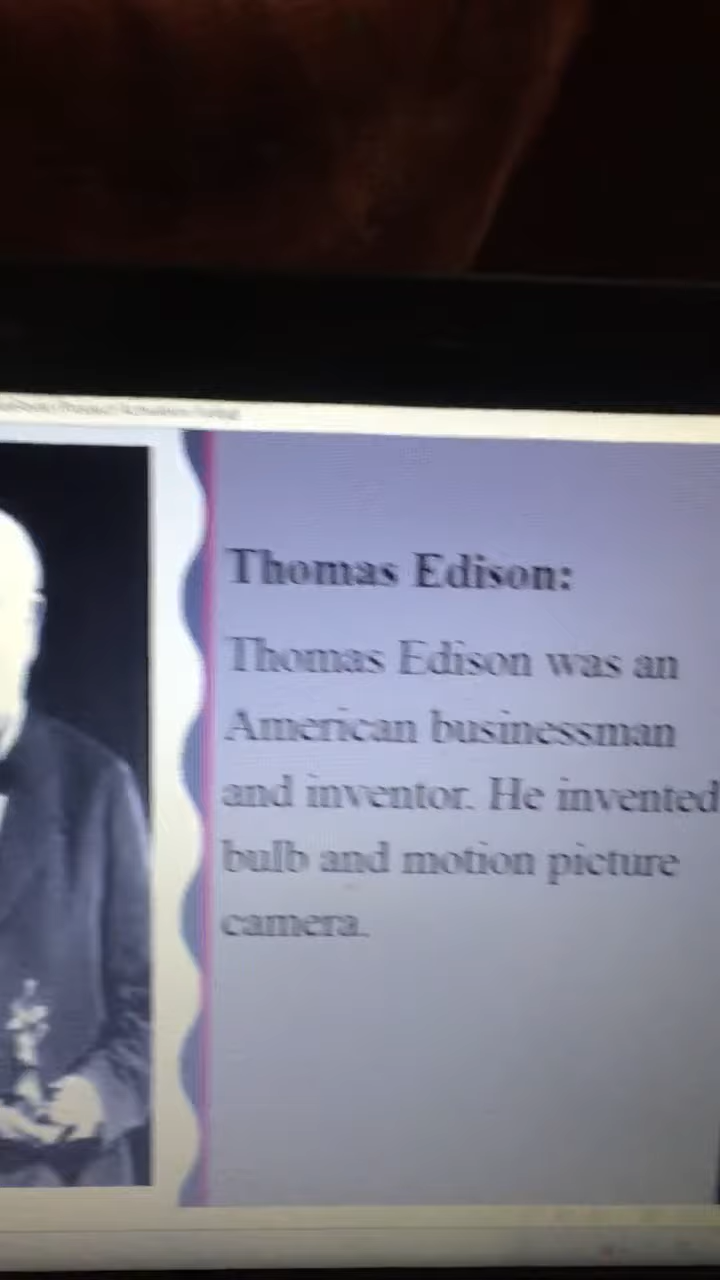 Thomas Edison:
Thomas Edison was an
American businessman
and inventor. He invented
bulb and motion picture
camera.